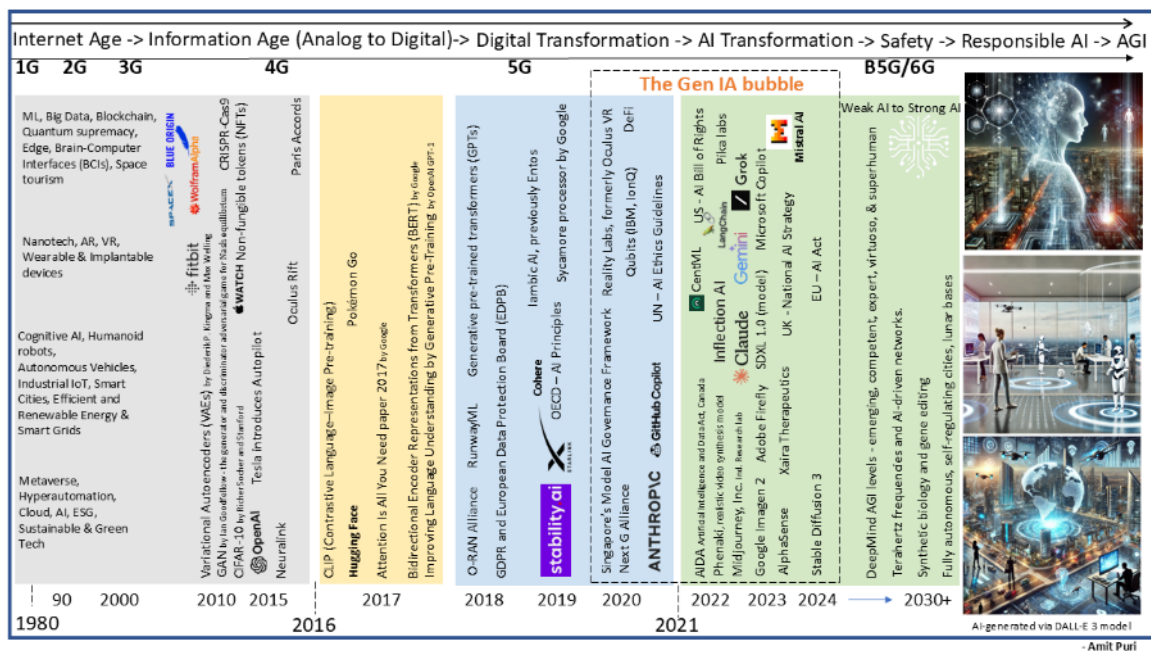 Internet Age -> Information Age (Analog to Digital)-> Digital Transformation -> AI Transformation -> Safety -> Responsible AI -> AGI
1G 2G 3G 4G 5G B5G/6G
The Gen IA bubble
ML, Big Data, Blockchain,
Quantum supremacy,
Edge, Brain-Computer
Interfaces (BCIs), Space
tourism
Nanotech, AR, VR,
Wearable & Implantable
devices
Cognitive AI, Humanoid
robots,
Autonomous Vehicles,
Industrial IoT, Smart
Cities, Efficient and
Renewable Energy &
Smart Grids
Metaverse,
Hyperautomation,
Cloud, AI, ESG,
Sustainable & Green
Tech
SPACEX
BLUE ORIGIN
WolframAlpha
fitbit
CRISPR-Cas9
WATCH Non-fungible tokens (NFTs)
Paris Accords
Oculus Rift
Variational Autoencoders (VAEs) by Diederik P. Kingma and Max Welling
GAN by Ian Goodfellow - the generator and discriminator adversarial game for Nash equilibrium
CIFAR-10 by Richer Socher and Stanford
OpenAI
Tesla introduces Autopilot
Neuralink
CLIP (Contrastive Language–Image Pre-training)
Hugging Face
Pokémon Go
Attention Is All You Need paper 2017 by Google
Bidirectional Encoder Representations from Transformers (BERT) by Google
Improving Language Understanding by Generative Pre-Training by OpenAI GPT-1
O-RAN Alliance
RunwayML
Generative pre-trained transformers (GPTs)
GDPR and European Data Protection Board (EDPB)
Iambic AI, previously Entos
Cohere
STARLINK
stability ai
OECD – AI Principles
Sycamore processor by Google
Singapore's Model AI Governance Framework
Reality Labs, formerly Oculus VR
Next G Alliance
Qubits (IBM, IonQ)
DeFi
ANTHROP\C
GitHub Copilot
UN – AI Ethics Guidelines
AIDA Artificial Intelligence and Data Act, Canada
CentML
US - AI Bill of Rights
Phenaki, realistic video synthesis model
Inflection AI
LangChain
Pika labs
Midjourney, Inc. Ind. Research lab
Claude
Gemini
Grok
Google Imagen 2
Adobe Firefly
SDXL 1.0 (model)
Microsoft Copilot
AlphaSense
Xaira Therapeutics
UK - National AI Strategy
Mistral AI
Stable Diffusion 3
EU – AI Act
Weak AI to Strong AI
DeepMind AGI levels - emerging, competent, expert, virtuoso, & superhuman
Terahertz frequencies and AI-driven networks.
Synthetic biology and gene editing
Fully autonomous, self-regulating cities, lunar bases
90 2000 2010 2015 2017 2018 2019 2020 2022 2023 2024 2030+
1980 2016 2021
AI-generated via DALL-E 3 model
- Amit Puri